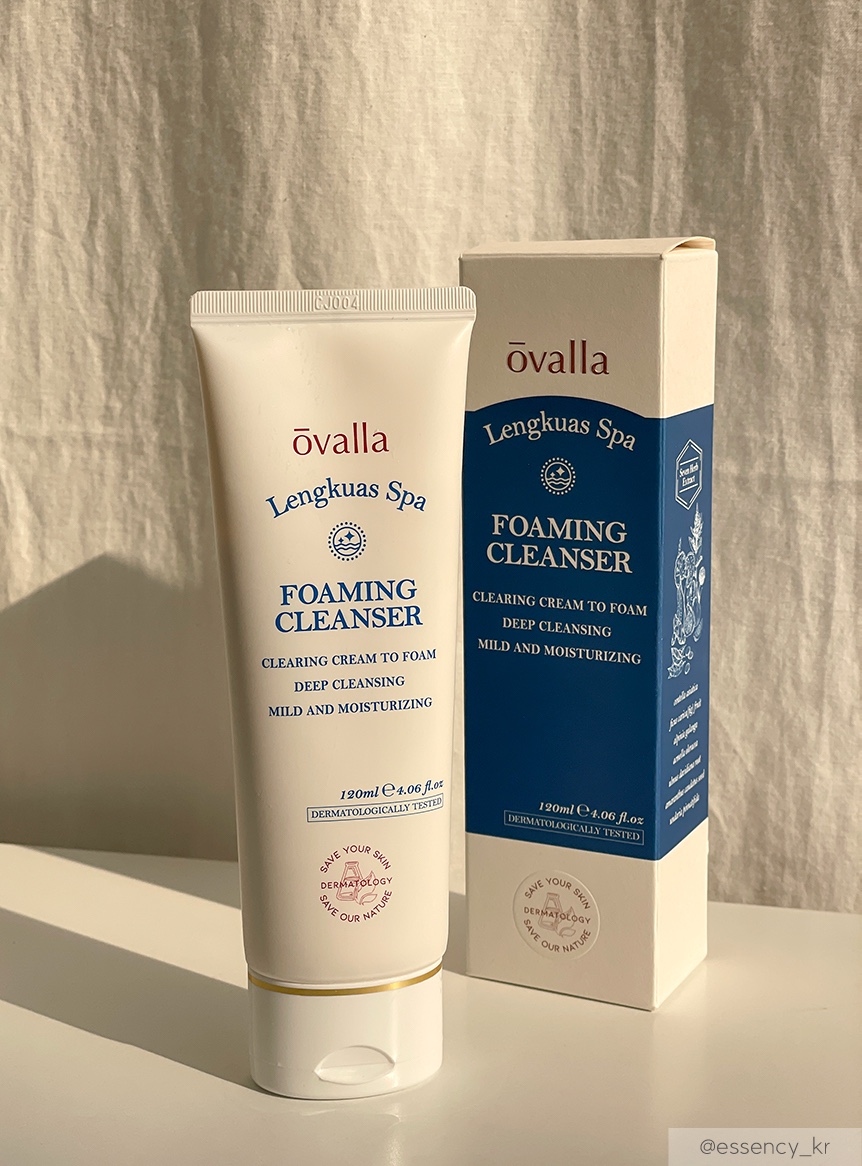 CJ004
ōvalla
Lengkuas Spa
FOAMING
CLEANSER
CLEARING CREAM TO FOAM
DEEP CLEANSING
MILD AND MOISTURIZING
120ml ℮ 4.06 fl.oz
DERMATOLOGICALLY TESTED
SAVE YOUR SKIN
DERMATOLOGY
SAVE OUR NATURE
ōvalla
Lengkuas Spa
FOAMING
CLEANSER
CLEARING CREAM TO FOAM
DEEP CLEANSING
MILD AND MOISTURIZING
120ml ℮ 4.06 fl.oz
DERMATOLOGICALLY TESTED
SAVE YOUR SKIN
DERMATOLOGY
SAVE OUR NATURE
Seven Herb
Extract
centella asiatica
@essency_kr